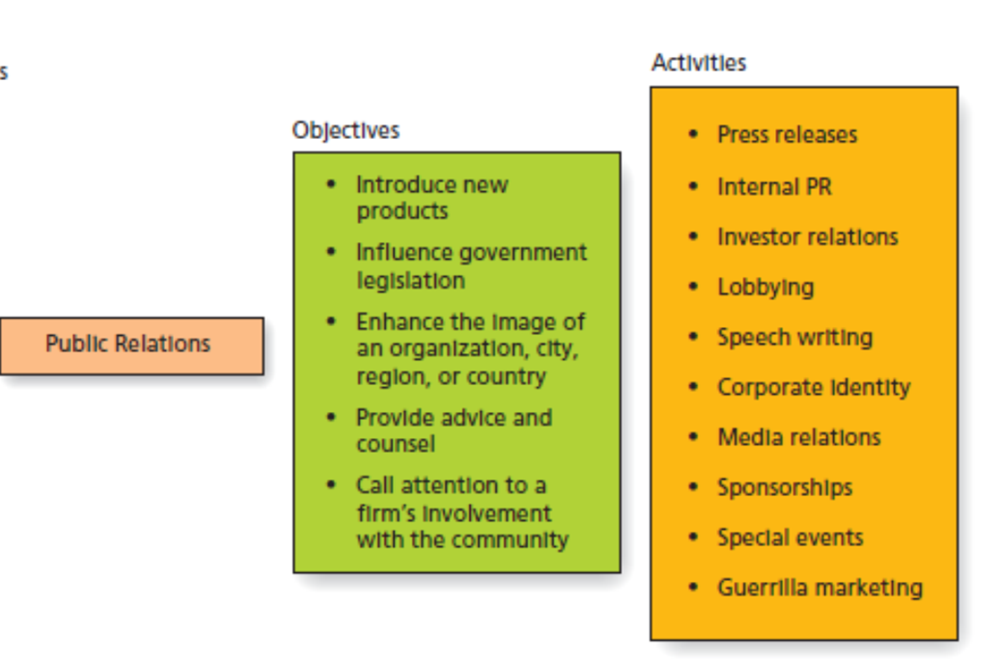 s
Public Relations
Objectives
• Introduce new
products
• Influence government
legislation
• Enhance the image of
an organization, city,
region, or country
• Provide advice and
counsel
• Call attention to a
firm's involvement
with the community
Activities
• Press releases
• Internal PR
• Investor relations
• Lobbying
• Speech writing
• Corporate identity
• Media relations
• Sponsorships
• Special events
• Guerrilla marketing